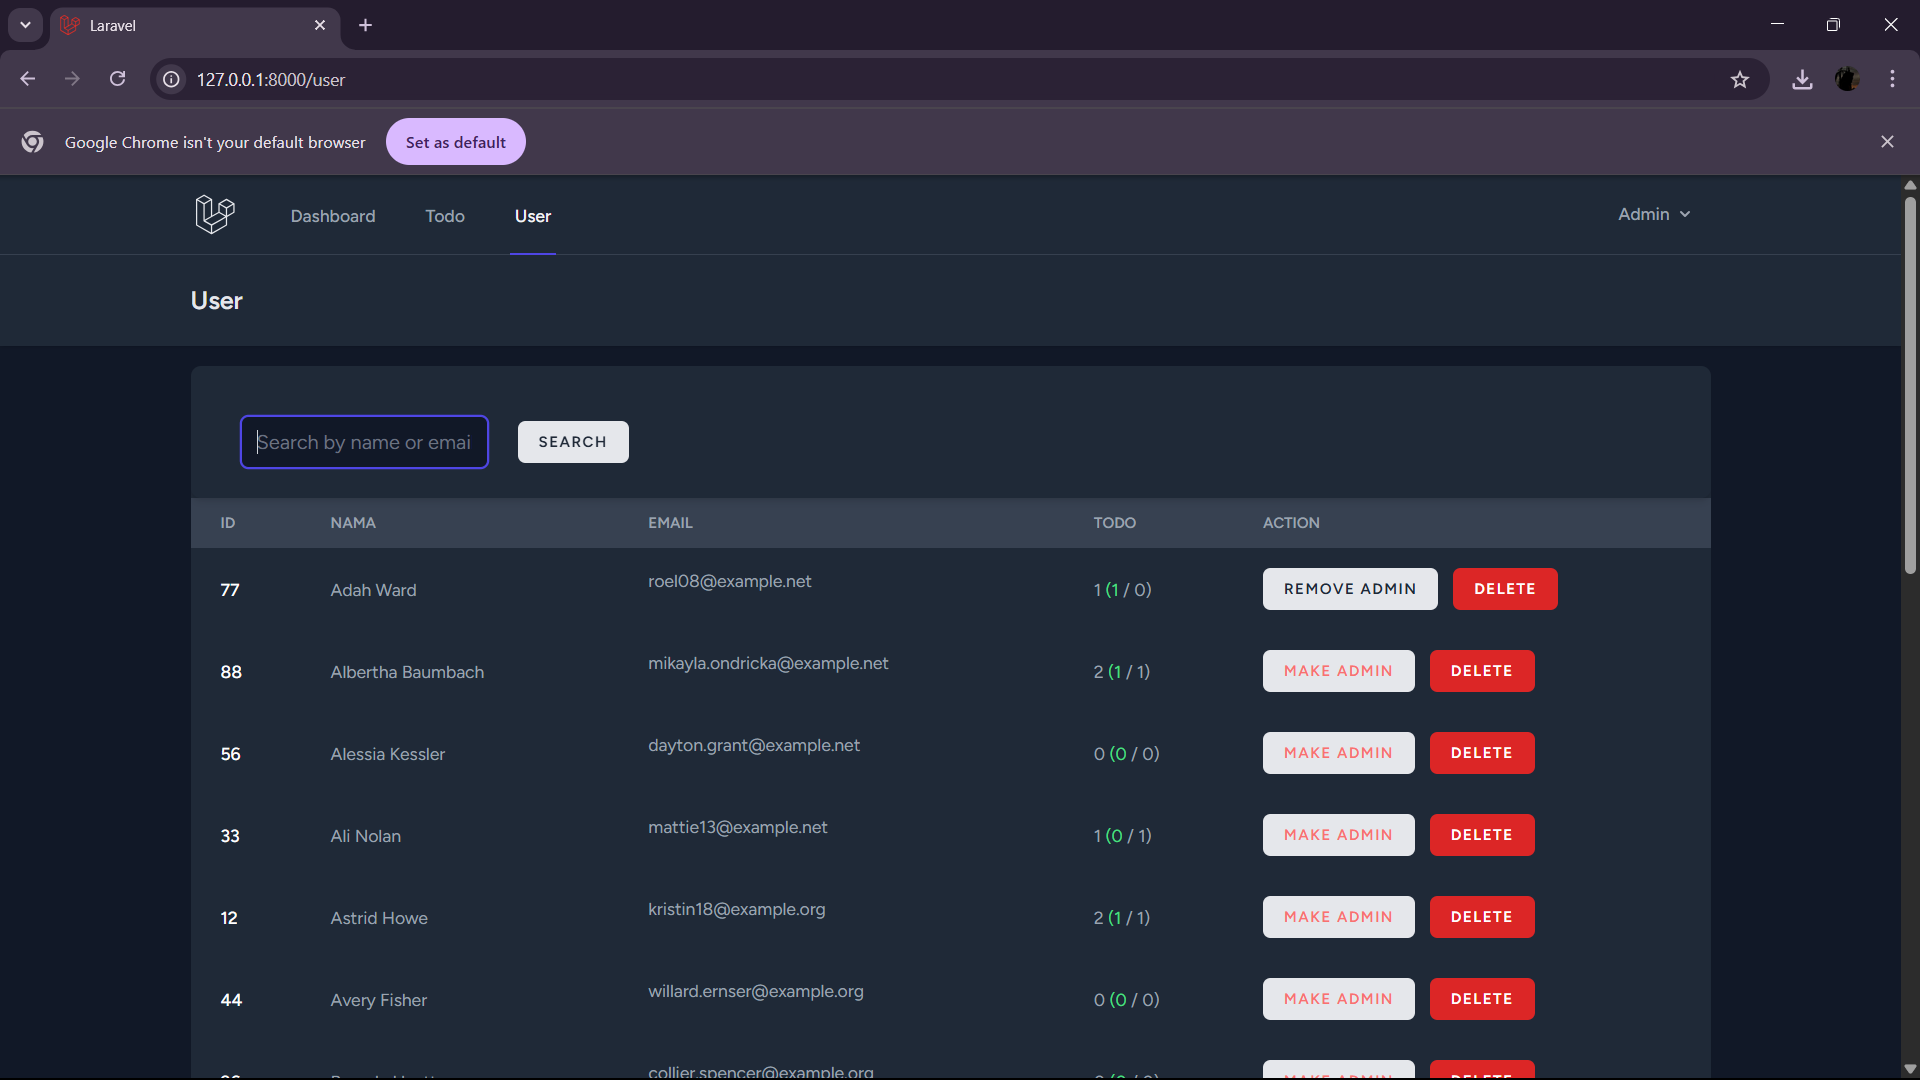 Laravel
127.0.0.1:8000/user
Google Chrome isn't your default browser Set as default
Dashboard Todo User Admin
User
Search by name or emai SEARCH
ID NAMA EMAIL TODO ACTION
77 Adah Ward roel08@example.net 1 (1 / 0) REMOVE ADMIN DELETE
88 Albertha Baumbach mikayla.ondricka@example.net 2 (1 / 1) MAKE ADMIN DELETE
56 Alessia Kessler dayton.grant@example.net 0 (0 / 0) MAKE ADMIN DELETE
33 Ali Nolan mattie13@example.net 1 (0 / 1) MAKE ADMIN DELETE
12 Astrid Howe kristin18@example.org 2 (1 / 1) MAKE ADMIN DELETE
44 Avery Fisher willard.ernser@example.org 0 (0 / 0) MAKE ADMIN DELETE
collier.spencer@example.org MAKE ADMIN DELETE